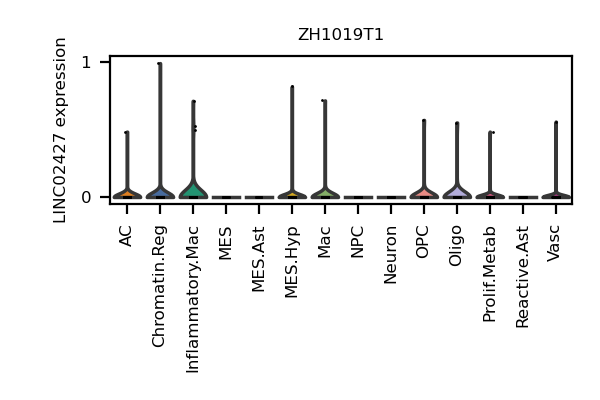 ZH1019T1
LINC02427 expression
1
0
AC
Chromatin.Reg
Inflammatory.Mac
MES
MES.Ast
MES.Hyp
Mac
NPC
Neuron
OPC
Oligo
Prolif.Metab
Reactive.Ast
Vasc